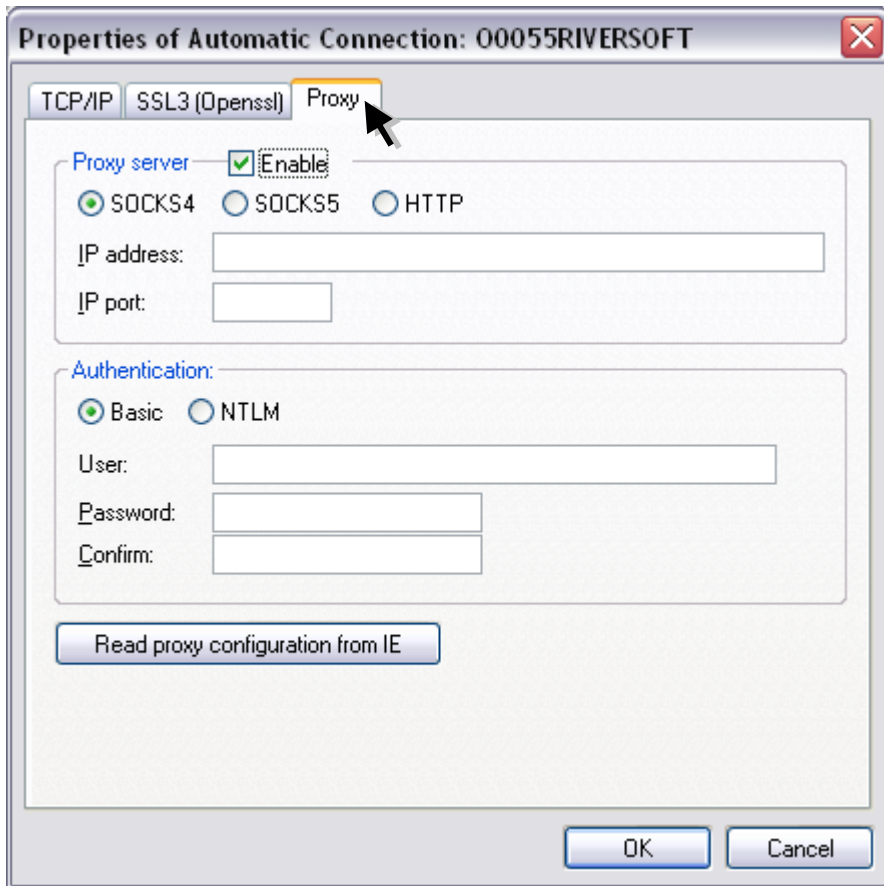 Properties of Automatic Connection: O0055RIVERSOFT
TCP/IP SSL3 (Openssl) Proxy
Proxy server Enable
SOCKS4 SOCKS5 HTTP
IP address:
IP port:
Authentication:
Basic NTLM
User:
Password:
Confirm:
Read proxy configuration from IE
OK Cancel